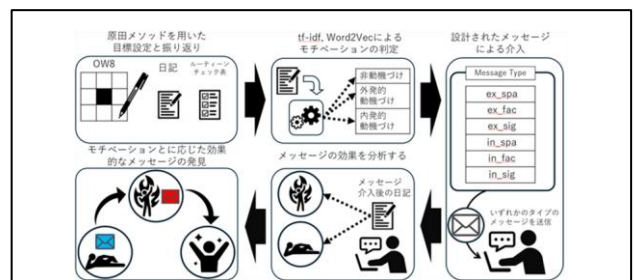 原田メソッドを用いた
目標設定と振り返り
OW8
日記
ルーティーン
チェック表
tf-idf, Word2Vecによる
モチベーションの判定
非動機づけ
外発的
動機づけ
内発的
動機づけ
設計されたメッセージ
による介入
Message Type
ex_spa
ex_fac
ex_sig
in_spa
in_fac
in_sig
いずれかのタイプの
メッセージを送信
メッセージの効果を分析する
メッセージ
介入後の日記
モチベーションとに応じた効果
的なメッセージの発見